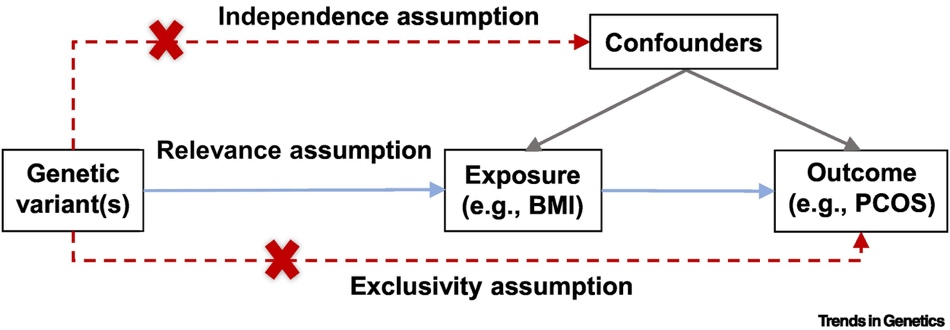 Independence assumption
Confounders
Relevance assumption
Genetic
variant(s)
Exposure
(e.g., BMI)
Outcome
(e.g., PCOS)
Exclusivity assumption
Trends in Genetics